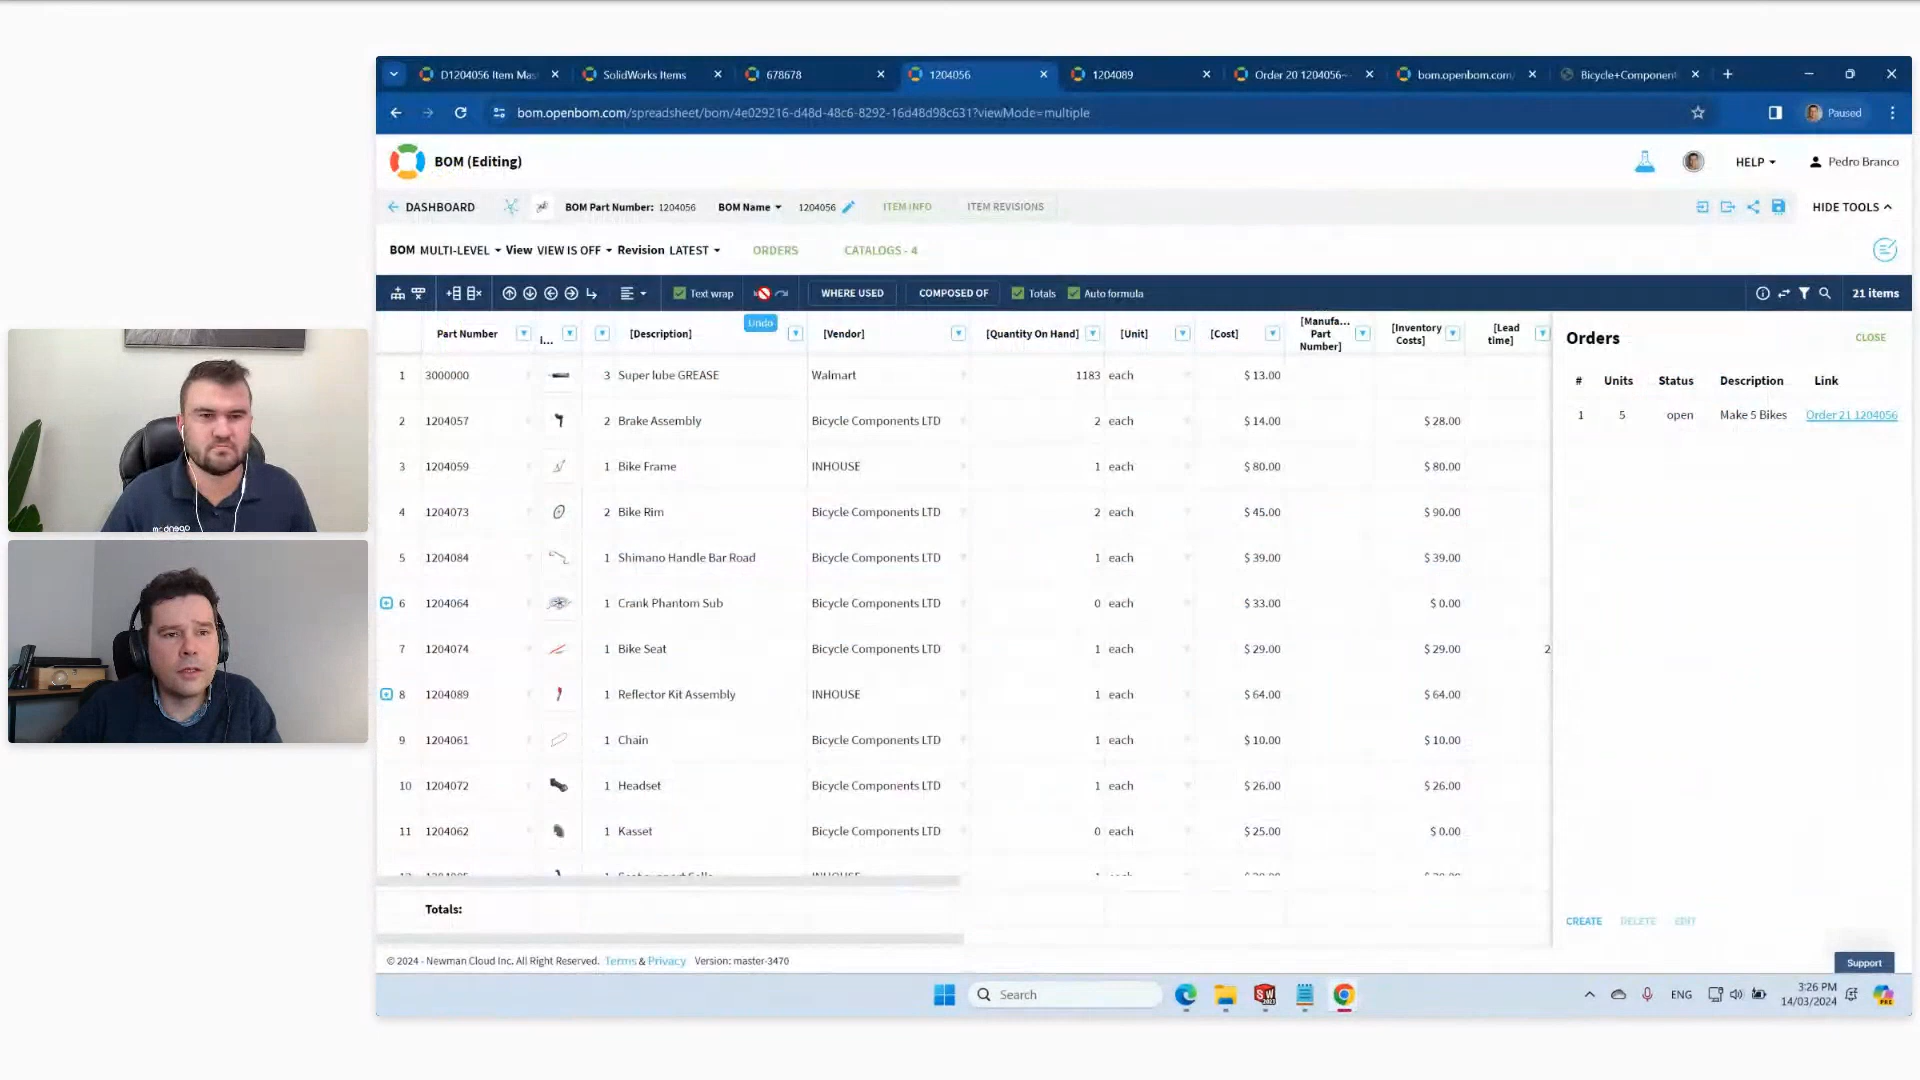 D1204056 Item Mas
SolidWorks Items
678678
1204056
1204089
Order 20 1204056~
bom.openbom.com/
Bicycle+Component
bom.openbom.com/spreadsheet/bom/4e029216-d48d-48c6-8292-16d48d98c631?viewMode=multiple
Paused
BOM (Editing)
HELP
Pedro Branco
DASHBOARD
BOM Part Number: 1204056
BOM Name
1204056
ITEM INFO
ITEM REVISIONS
HIDE TOOLS
BOM MULTI-LEVEL View VIEW IS OFF Revision LATEST
ORDERS
CATALOGS - 4
Text wrap
WHERE USED
COMPOSED OF
Totals
Auto formula
21 items
Undo
Part Number i... [Description] [Vendor] [Quantity On Hand] [Unit] [Cost] [Manufa... Part Number] [Inventory Costs] [Lead time]
1 3000000 3 Super lube GREASE Walmart 1183 each $ 13.00
2 1204057 2 Brake Assembly Bicycle Components LTD 2 each $ 14.00 $ 28.00
3 1204059 1 Bike Frame INHOUSE 1 each $ 80.00 $ 80.00
4 1204073 2 Bike Rim Bicycle Components LTD 2 each $ 45.00 $ 90.00
5 1204084 1 Shimano Handle Bar Road Bicycle Components LTD 1 each $ 39.00 $ 39.00
6 1204064 1 Crank Phantom Sub Bicycle Components LTD 0 each $ 33.00 $ 0.00
7 1204074 1 Bike Seat Bicycle Components LTD 1 each $ 29.00 $ 29.00 2
8 1204089 1 Reflector Kit Assembly INHOUSE 1 each $ 64.00 $ 64.00
9 1204061 1 Chain Bicycle Components LTD 1 each $ 10.00 $ 10.00
10 1204072 1 Headset Bicycle Components LTD 1 each $ 26.00 $ 26.00
11 1204062 1 Kasset Bicycle Components LTD 0 each $ 25.00 $ 0.00
Totals:
Orders
CLOSE
# Units Status Description Link
1 5 open Make 5 Bikes Order 21 1204056
CREATE DELETE EDIT
© 2024 - Newman Cloud Inc. All Right Reserved. Terms & Privacy Version: master-3470
Support
Search
ENG
3:26 PM
14/03/2024